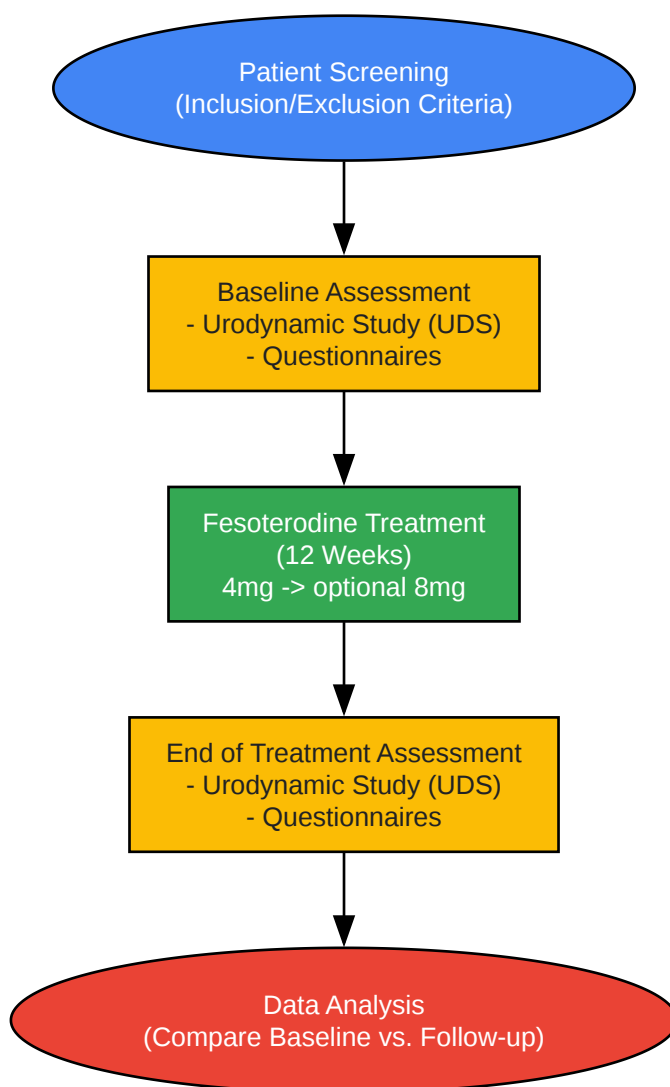 Patient Screening
(Inclusion/Exclusion Criteria)
Baseline Assessment
- Urodynamic Study (UDS)
- Questionnaires
Fesoterodine Treatment
(12 Weeks)
4mg -> optional 8mg
End of Treatment Assessment
- Urodynamic Study (UDS)
- Questionnaires
Data Analysis
(Compare Baseline vs. Follow-up)